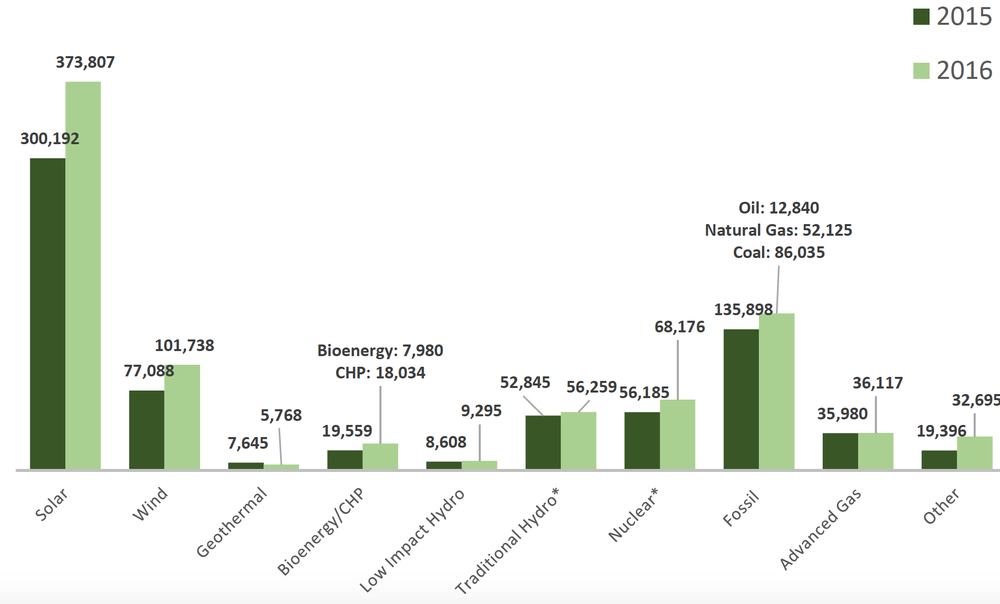 2015
2016
373,807
300,192
101,738
77,088
5,768
7,645
Bioenergy: 7,980
CHP: 18,034
19,559
9,295
8,608
52,845
56,259
68,176
56,185
Oil: 12,840
Natural Gas: 52,125
Coal: 86,035
135,898
36,117
35,980
32,695
19,396
Solar
Wind
Geothermal
Bioenergy/CHP
Low Impact Hydro
Traditional Hydro*
Nuclear*
Fossil
Advanced Gas
Other